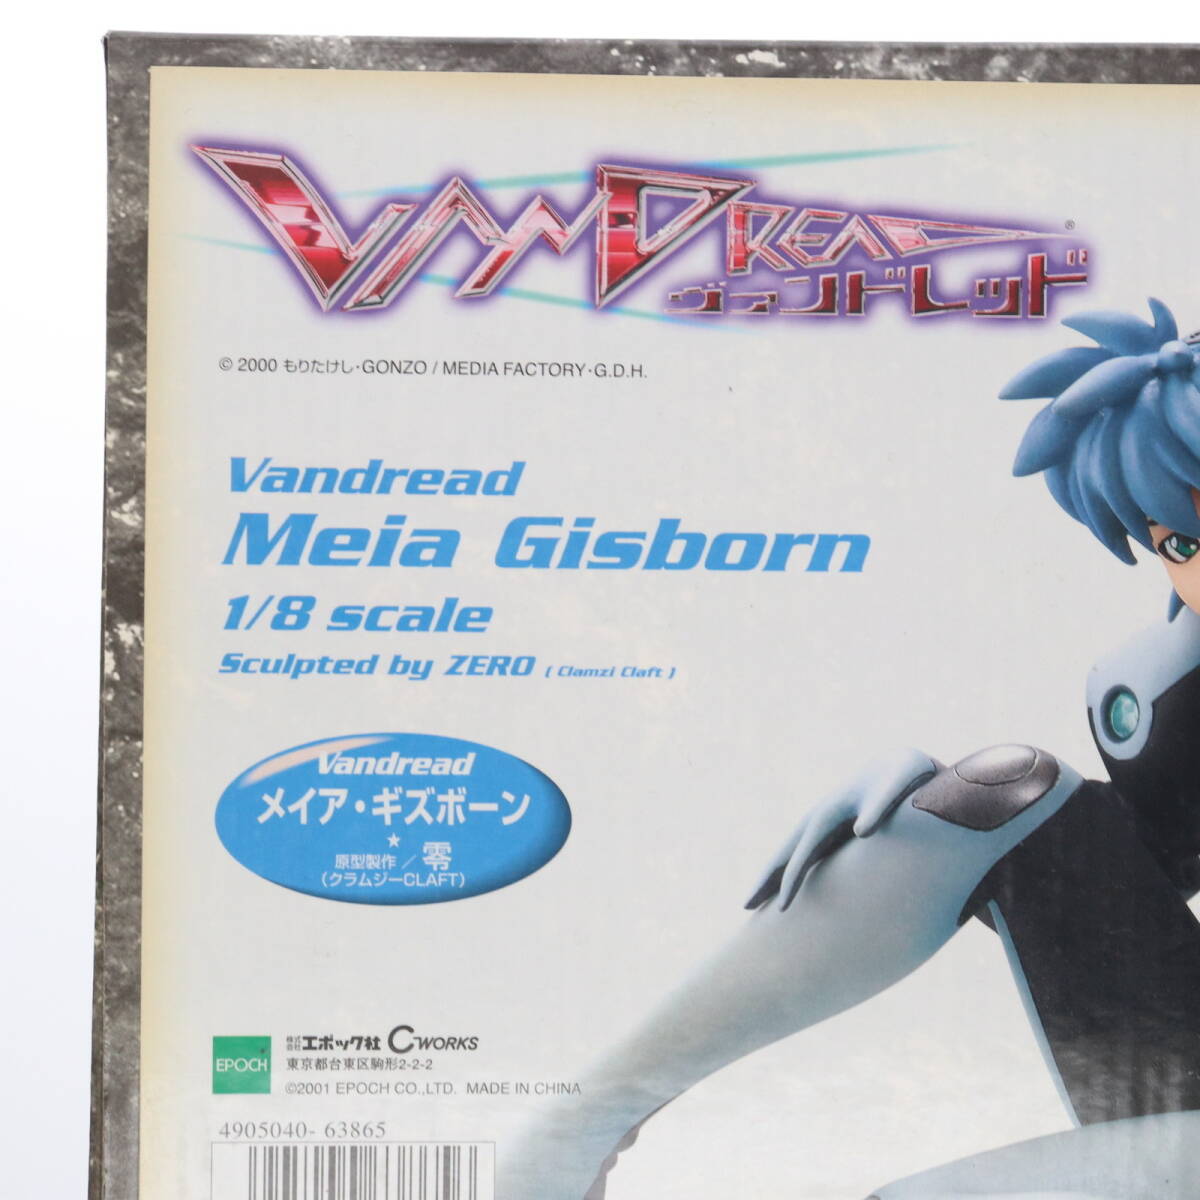 VANDREAD®
ヴァンドレッド
© 2000 もりたけし・GONZO / MEDIA FACTORY・G.D.H.
Vandread
Meia Gisborn
1/8 scale
Sculpted by ZERO ( Clamzi Claft )
Vandread
メイア・ギズボーン
★
原型製作 / 零
(クラムジーCLAFT)
EPOCH
株式会社エポック社 C-WORKS
東京都台東区駒形2-2-2
©2001 EPOCH CO.,LTD. MADE IN CHINA
4905040- 63865